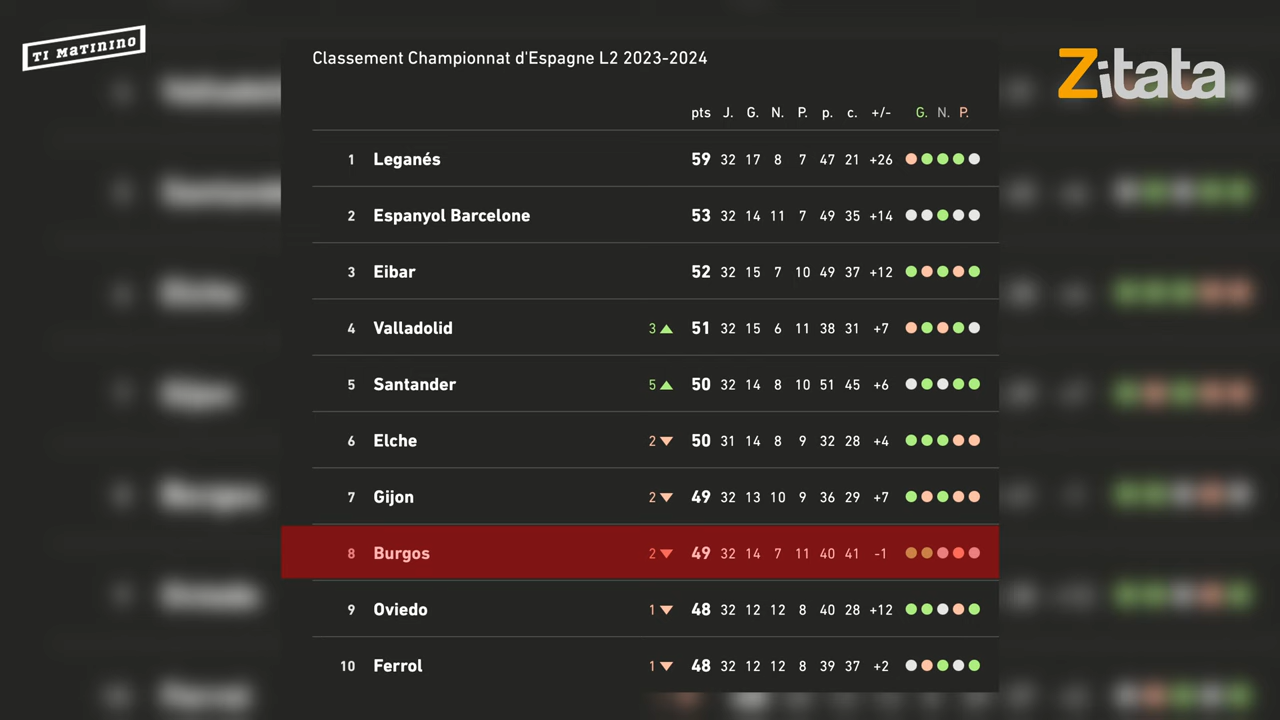 TI MATININO
Zitata
Classement Championnat d'Espagne L2 2023-2024
pts J. G. N. P. p. c. +/- G. N. P.
1 Leganés 59 32 17 8 7 47 21 +26
2 Espanyol Barcelone 53 32 14 11 7 49 35 +14
3 Eibar 52 32 15 7 10 49 37 +12
4 Valladolid 3 51 32 15 6 11 38 31 +7
5 Santander 5 50 32 14 8 10 51 45 +6
6 Elche 2 50 31 14 8 9 32 28 +4
7 Gijon 2 49 32 13 10 9 36 29 +7
8 Burgos 2 49 32 14 7 11 40 41 -1
9 Oviedo 1 48 32 12 12 8 40 28 +12
10 Ferrol 1 48 32 12 12 8 39 37 +2